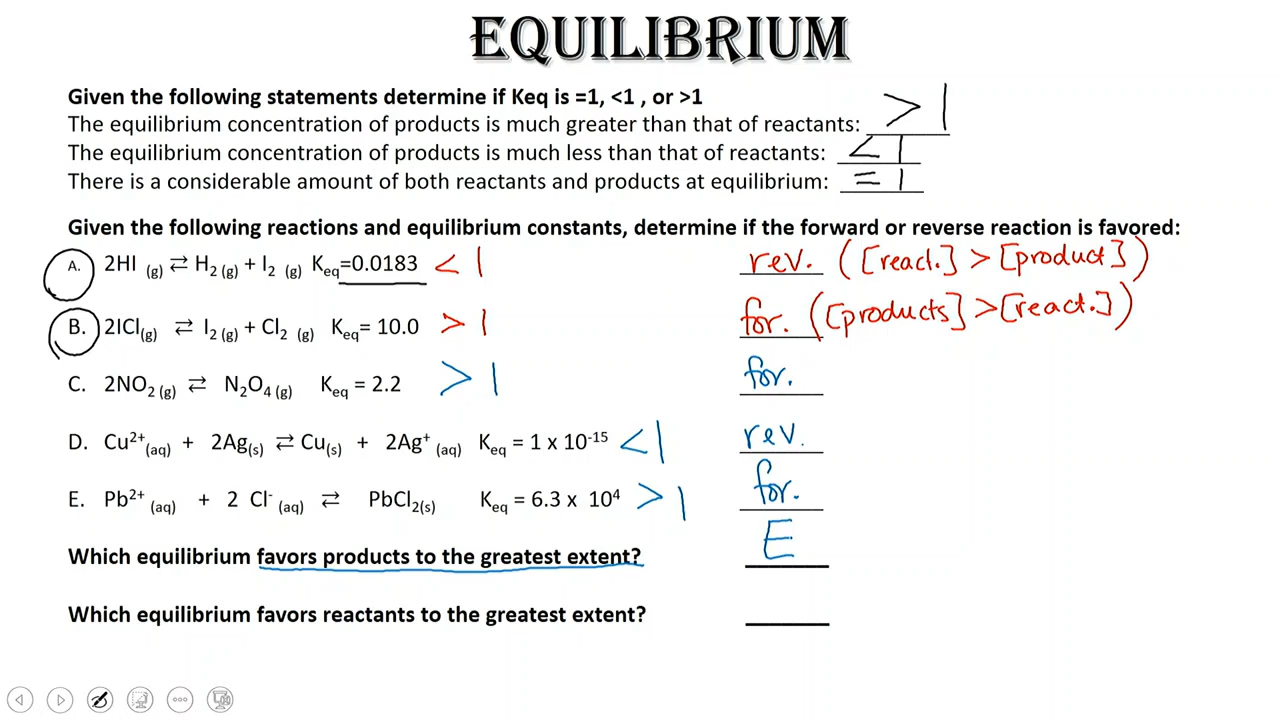 EQUILIBRIUM
Given the following statements determine if Keq is =1, <1 , or >1
The equilibrium concentration of products is much greater than that of reactants: > 1
The equilibrium concentration of products is much less than that of reactants: < 1
There is a considerable amount of both reactants and products at equilibrium: = 1
Given the following reactions and equilibrium constants, determine if the forward or reverse reaction is favored:
A. 2HI (g) ⇄ H2 (g) + I2 (g) Keq=0.0183 < 1 rev. ([react.] > [product])
B. 2ICl(g) ⇄ I2 (g) + Cl2 (g) Keq= 10.0 > 1 for. ([products] > [react.])
C. 2NO2 (g) ⇄ N2O4 (g) Keq = 2.2 > 1 for.
D. Cu2+(aq) + 2Ag(s) ⇄ Cu(s) + 2Ag+ (aq) Keq = 1 x 10-15 < 1 rev.
E. Pb2+ (aq) + 2 Cl- (aq) ⇄ PbCl2(s) Keq = 6.3 x 104 > 1 for.
Which equilibrium favors products to the greatest extent? E
Which equilibrium favors reactants to the greatest extent?